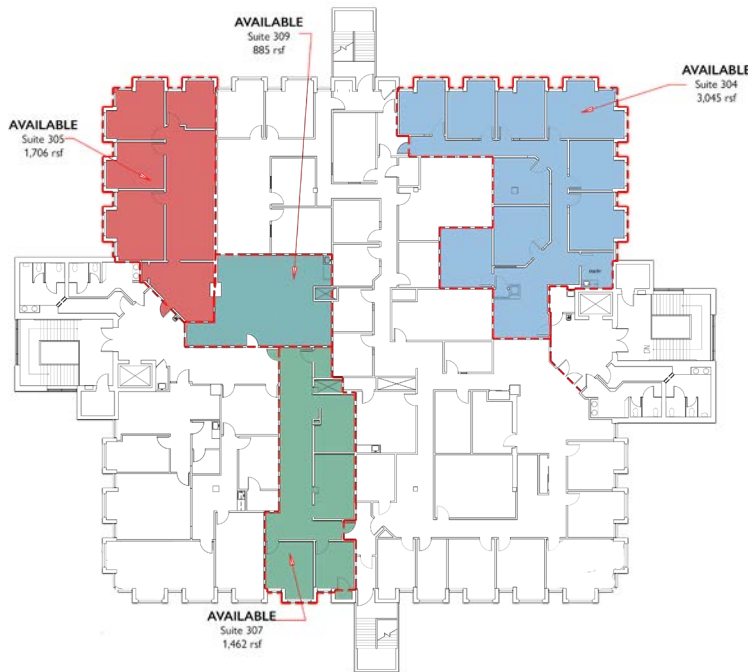 AVAILABLE
Suite 309
885 rsf
AVAILABLE
Suite 304
3,045 rsf
AVAILABLE
Suite 305
1,706 rsf
DN
AVAILABLE
Suite 307
1,462 rsf